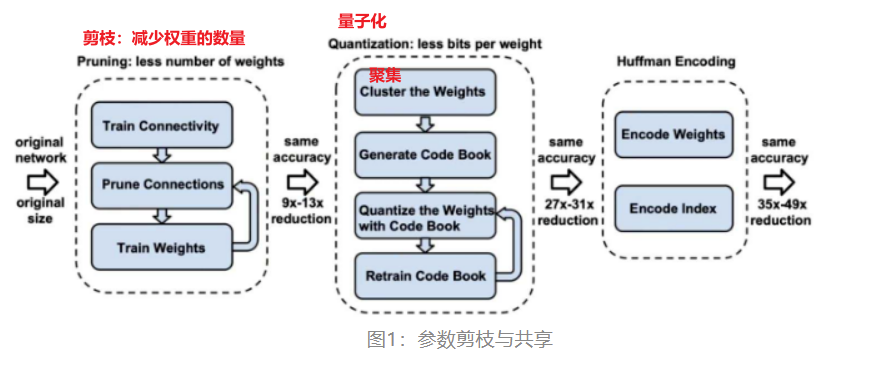 剪枝：减少权重的数量
Pruning: less number of weights
Train Connectivity
Prune Connections
Train Weights
original
network
original
size
same
accuracy
9x-13x
reduction
量子化
Quantization: less bits per weight
聚集
Cluster the Weights
Generate Code Book
Quantize the Weights
with Code Book
Retrain Code Book
same
accuracy
27x-31x
reduction
Huffman Encoding
Encode Weights
Encode Index
same
accuracy
35x-49x
reduction
图1：参数剪枝与共享